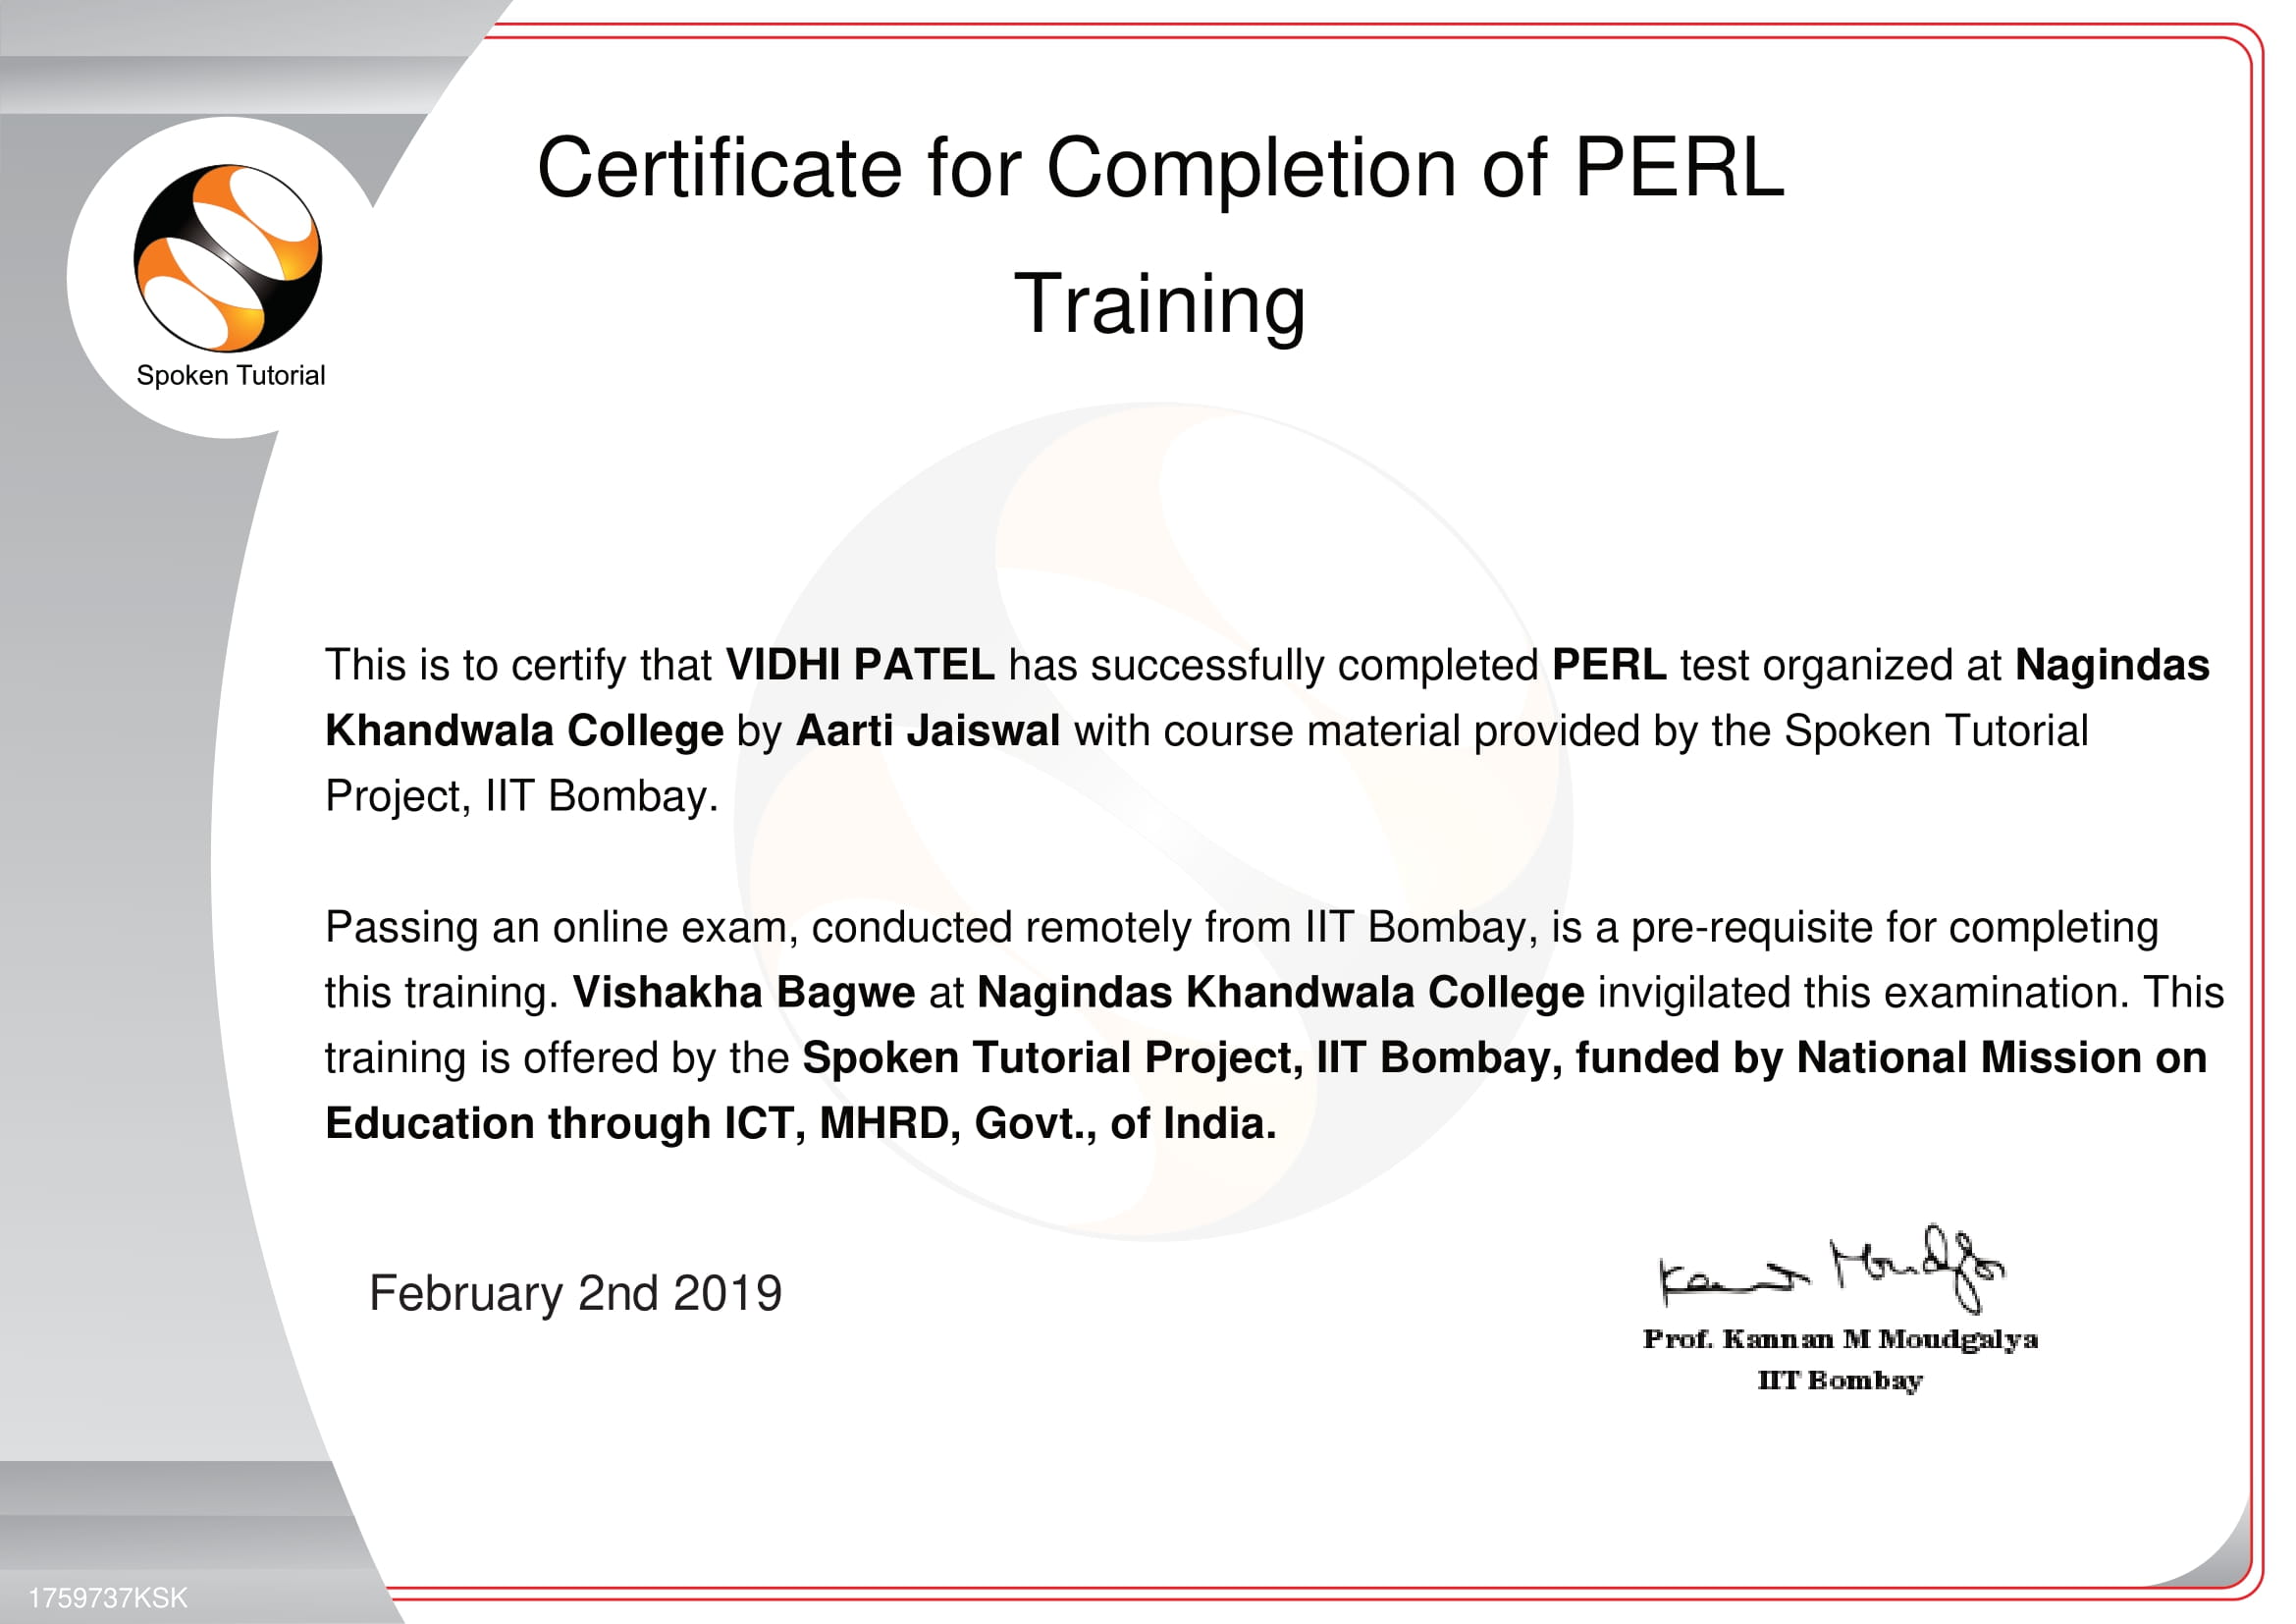 Certificate for Completion of PERL
Training
Spoken Tutorial
This is to certify that VIDHI PATEL has successfully completed PERL test organized at Nagindas
Khandwala College by Aarti Jaiswal with course material provided by the Spoken Tutorial
Project, IIT Bombay.
Passing an online exam, conducted remotely from IIT Bombay, is a pre-requisite for completing
this training. Vishakha Bagwe at Nagindas Khandwala College invigilated this examination. This
training is offered by the Spoken Tutorial Project, IIT Bombay, funded by National Mission on
Education through ICT, MHRD, Govt., of India.
February 2nd 2019
Kannan Moudgalya
Prof. Kannan M Moudgalya
IIT Bombay
1759737KSK